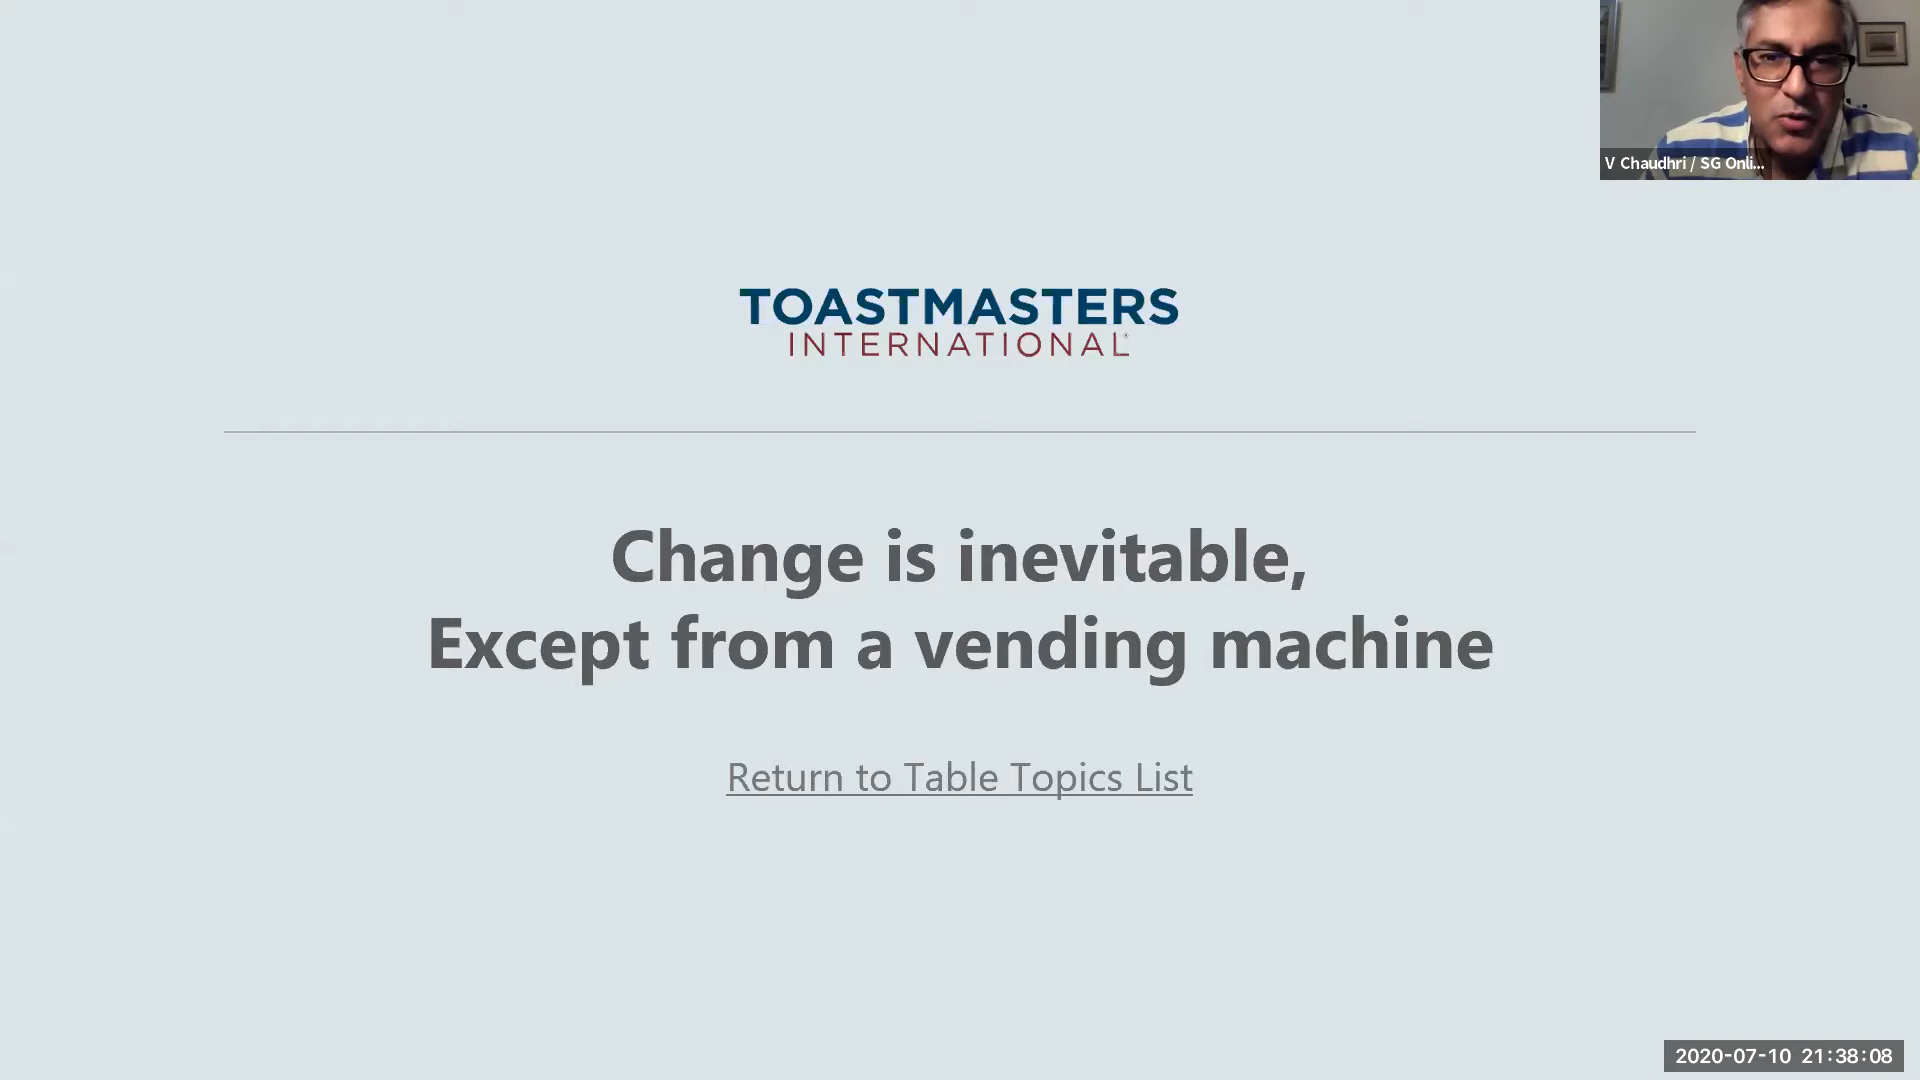 V Chaudhri / SG Onli...
TOASTMASTERS
INTERNATIONAL
Change is inevitable,
Except from a vending machine
Return to Table Topics List
2020-07-10 21:38:08